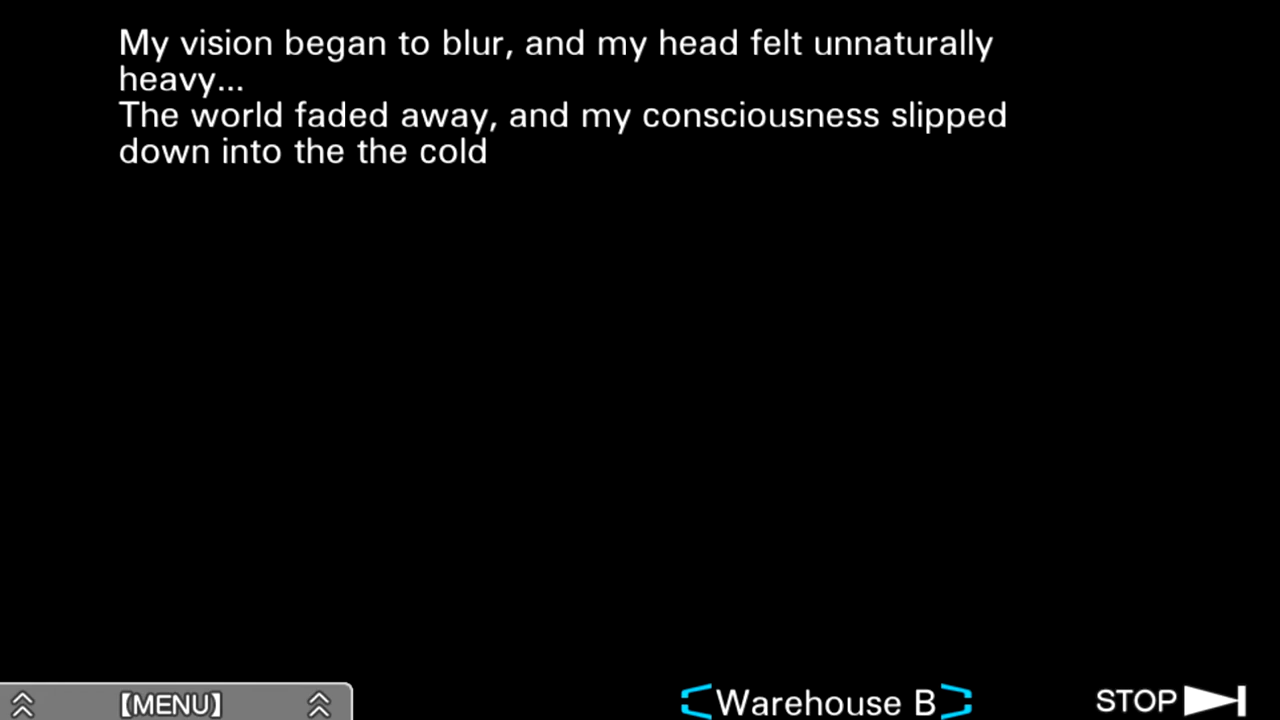 My vision began to blur, and my head felt unnaturally
heavy...
The world faded away, and my consciousness slipped
down into the the cold
【MENU】
Warehouse B
STOP